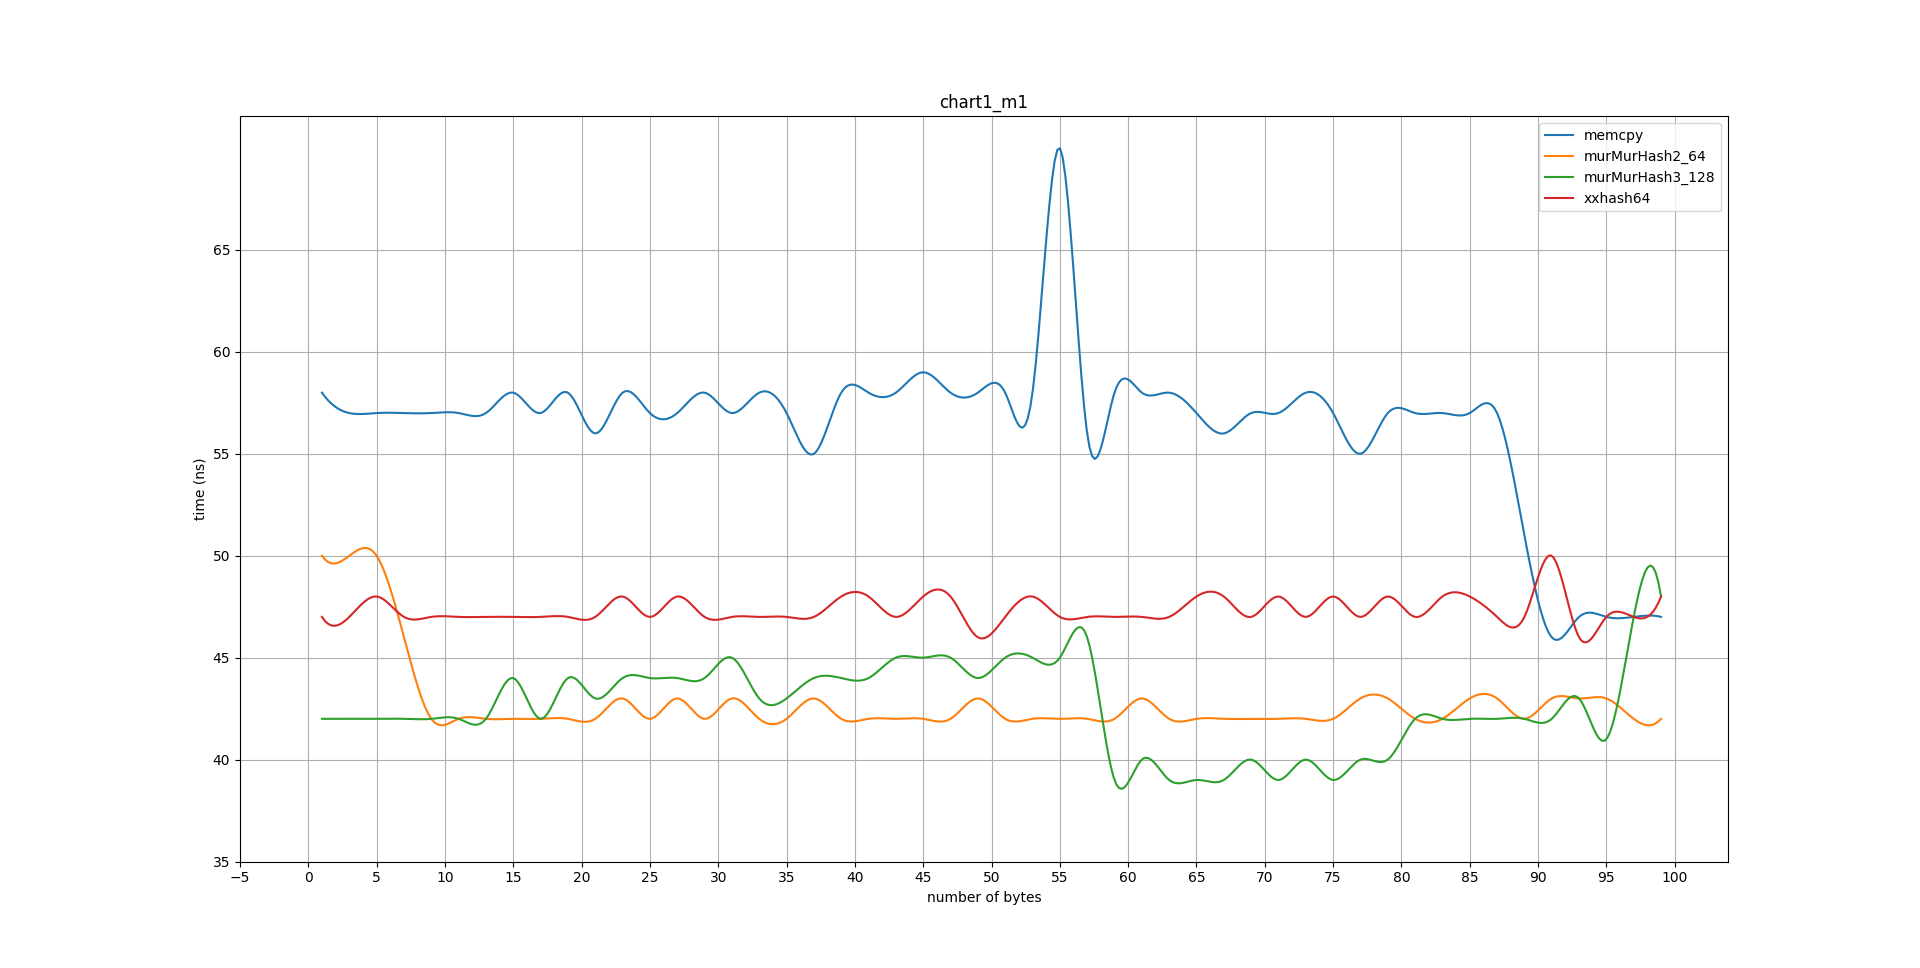 chart1_m1
memcpy
murMurHash2_64
murMurHash3_128
xxhash64
65
60
55
50
45
40
35
time (ns)
−5 0 5 10 15 20 25 30 35 40 45 50 55 60 65 70 75 80 85 90 95 100
number of bytes